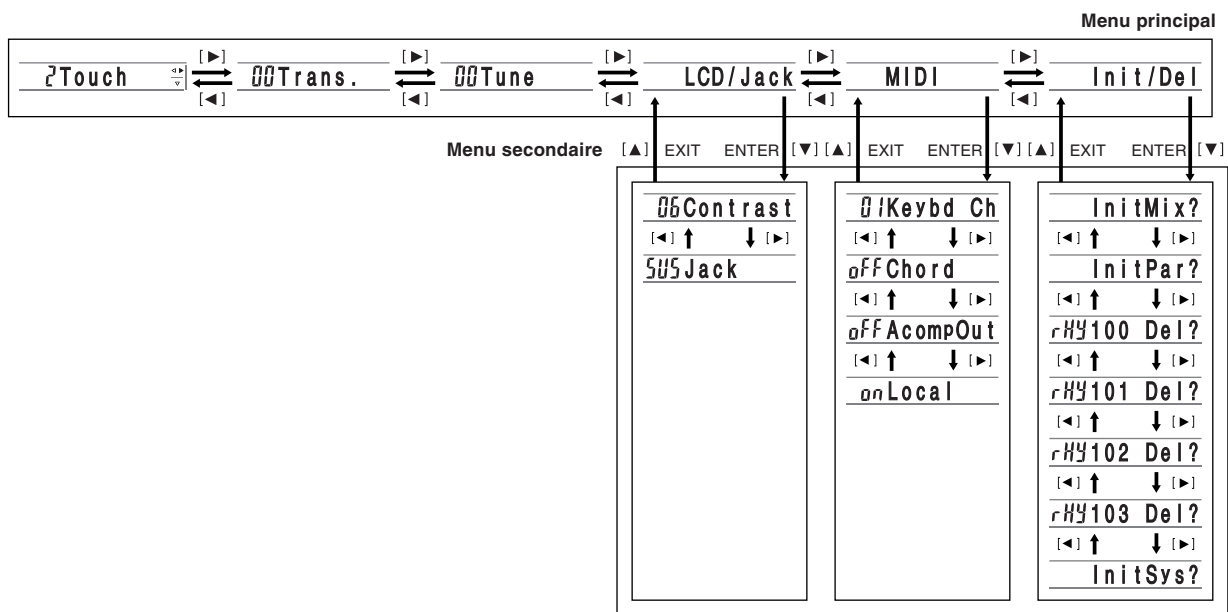 Menu principal
[►] [►] [►] [►] [►]
2Touch 00Trans. 00Tune LCD/Jack MIDI Init/Del
[◄] [◄] [◄] [◄] [◄]
Menu secondaire [▲] EXIT ENTER [▼] [▲] EXIT ENTER [▼] [▲] EXIT ENTER [▼]
06Contrast 01Keybd Ch InitMix?
[◄] [►] [◄] [►] [◄] [►]
SUSJack oFFChord InitPar?
[◄] [►] [◄] [►]
oFFAcompOut rHY100 Del?
[◄] [►] [◄] [►]
onLocal rHY101 Del?
[◄] [►]
rHY102 Del?
[◄] [►]
rHY103 Del?
[◄] [►]
InitSys?